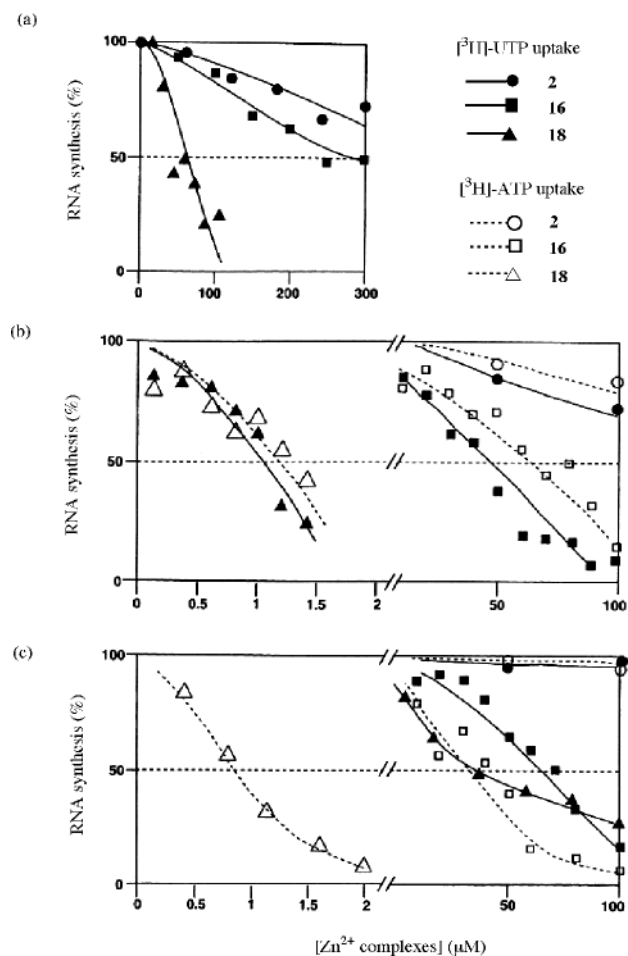 (a)
RNA synthesis (%)
100
50
0
0 100 200 300
[³H]-UTP uptake
2
16
18
[³H]-ATP uptake
2
16
18
(b)
RNA synthesis (%)
100
50
0
0 0.5 1 1.5 2 50 100
(c)
RNA synthesis (%)
100
50
0
0 0.5 1 1.5 2 50 100
[Zn²⁺ complexes] (μM)